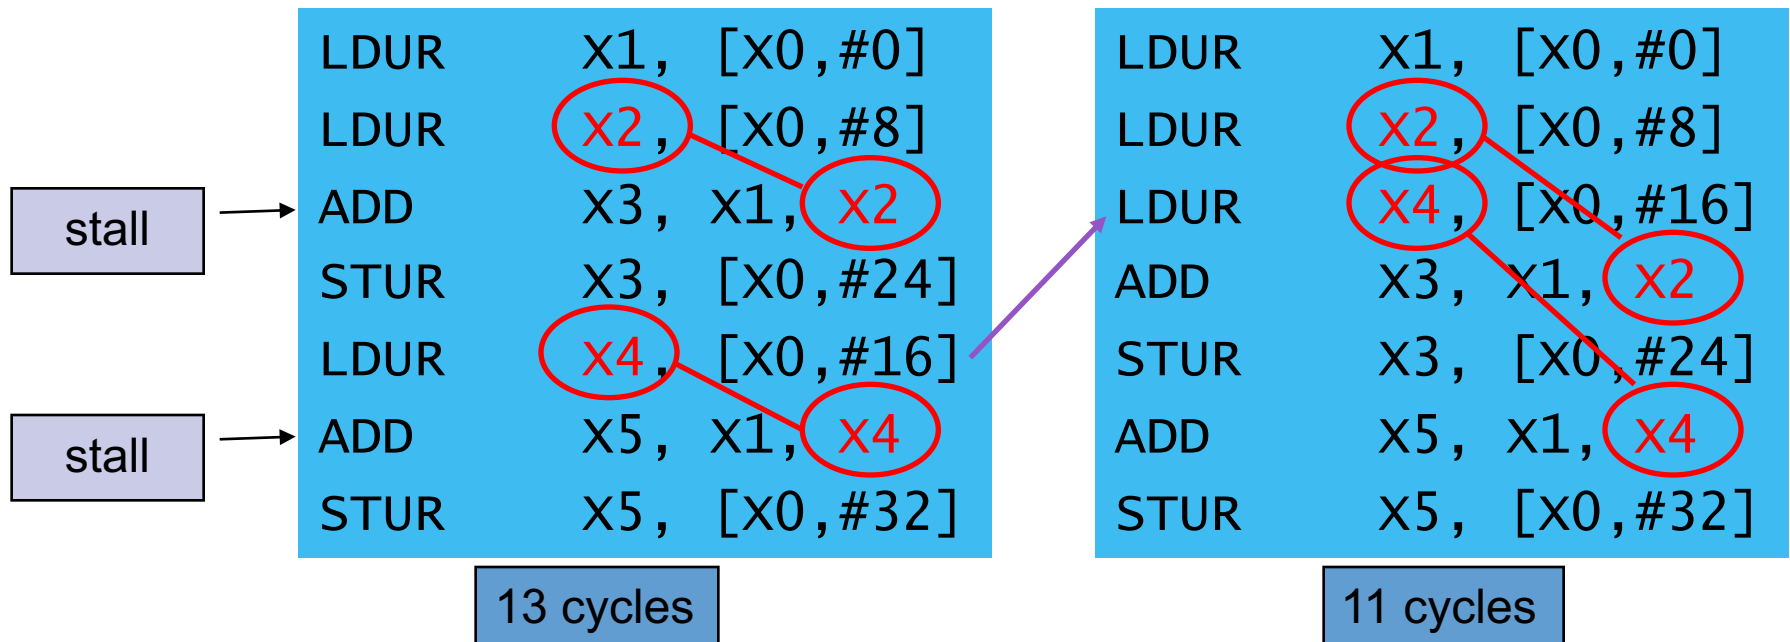 LDUR X1, [X0,#0]
LDUR X2, [X0,#8]
stall
ADD X3, X1, X2
STUR X3, [X0,#24]
LDUR X4, [X0,#16]
stall
ADD X5, X1, X4
STUR X5, [X0,#32]
13 cycles
LDUR X1, [X0,#0]
LDUR X2, [X0,#8]
LDUR X4, [X0,#16]
ADD X3, X1, X2
STUR X3, [X0,#24]
ADD X5, X1, X4
STUR X5, [X0,#32]
11 cycles